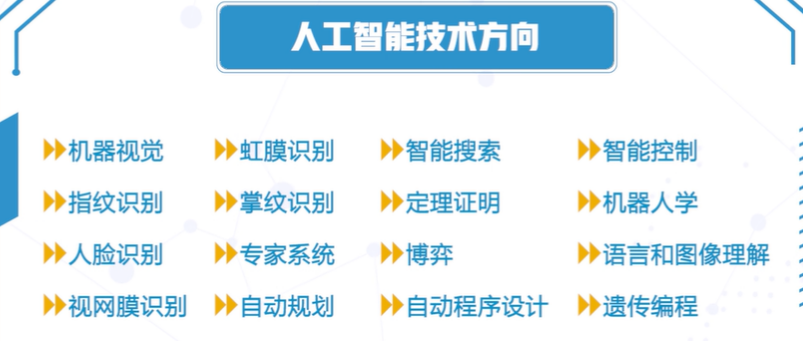 人工智能技术方向
机器视觉 虹膜识别 智能搜索 智能控制
指纹识别 掌纹识别 定理证明 机器人学
人脸识别 专家系统 博弈 语言和图像理解
视网膜识别 自动规划 自动程序设计 遗传编程